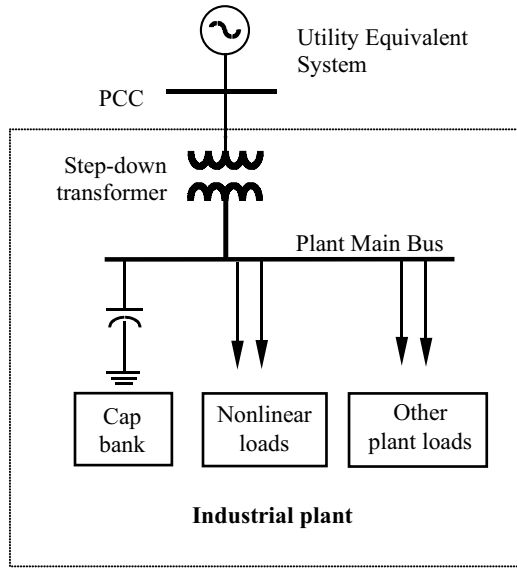 Utility Equivalent
System
PCC
Step-down
transformer
Plant Main Bus
Cap
bank
Nonlinear
loads
Other
plant loads
Industrial plant